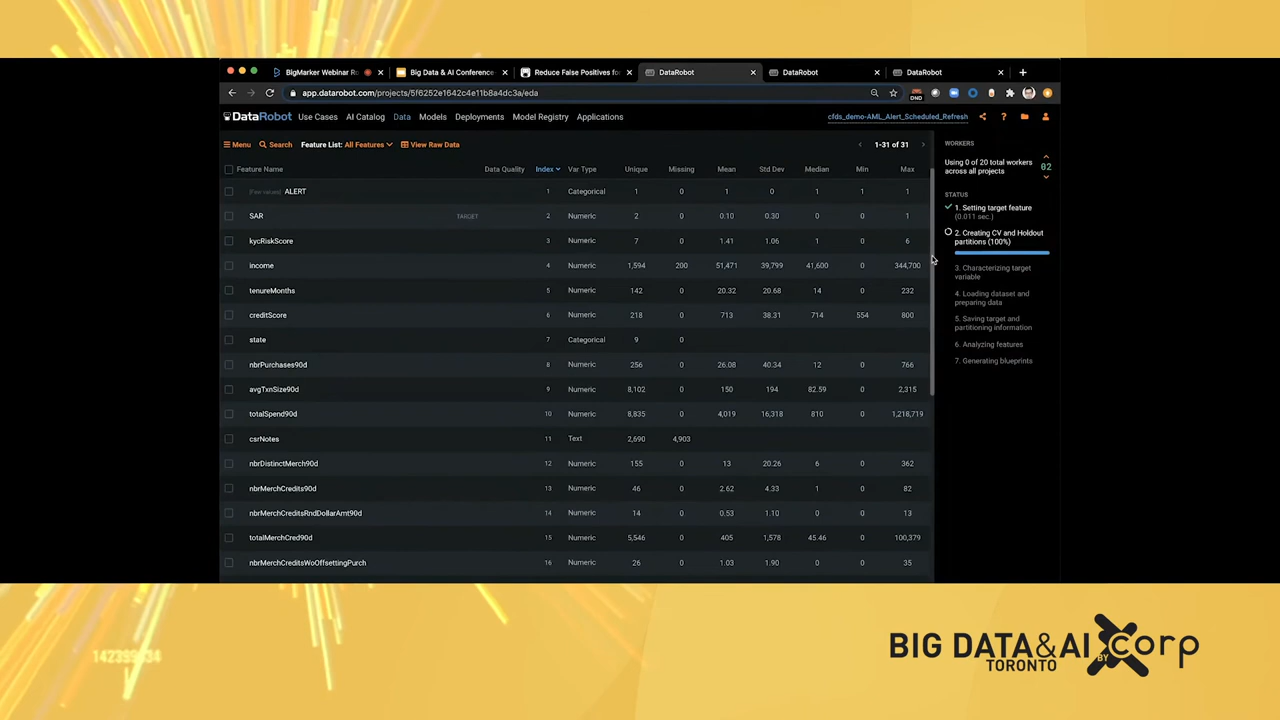 BigMarker Webinar Ro
Big Data & AI Conference
Reduce False Positives fo
DataRobot
DataRobot
DataRobot
app.datarobot.com/projects/5f6252e1642c4e11b8a4dc3a/eda
DND
DataRobot Use Cases AI Catalog Data Models Deployments Model Registry Applications
cfds_demo-AML_Alert_Scheduled_Refresh
Menu Search Feature List: All Features View Raw Data 1-31 of 31
Feature Name Data Quality Index Var Type Unique Missing Mean Std Dev Median Min Max
[Few values] ALERT 1 Categorical 1 0 1 0 1 1 1
SAR TARGET 2 Numeric 2 0 0.10 0.30 0 0 1
kycRiskScore 3 Numeric 7 0 1.41 1.06 1 0 6
income 4 Numeric 1,594 200 51,471 39,799 41,600 0 344,700
tenureMonths 5 Numeric 142 0 20.32 20.68 14 0 232
creditScore 6 Numeric 218 0 713 38.31 714 554 800
state 7 Categorical 9 0
nbrPurchases90d 8 Numeric 256 0 26.08 40.34 12 0 766
avgTxnSize90d 9 Numeric 8,102 0 150 194 82.59 0 2,315
totalSpend90d 10 Numeric 8,835 0 4,019 16,318 810 0 1,218,719
csrNotes 11 Text 2,690 4,903
nbrDistinctMerch90d 12 Numeric 155 0 13 20.26 6 0 362
nbrMerchCredits90d 13 Numeric 46 0 2.62 4.33 1 0 82
nbrMerchCreditsRndDollarAmt90d 14 Numeric 14 0 0.53 1.10 0 0 13
totalMerchCred90d 15 Numeric 5,546 0 405 1,578 45.46 0 100,379
nbrMerchCreditsWoOffsettingPurch 16 Numeric 26 0 1.03 1.90 0 0 35
WORKERS
Using 0 of 20 total workers
across all projects
02
STATUS
1. Setting target feature
(0.011 sec.)
2. Creating CV and Holdout
partitions (100%)
3. Characterizing target
variable
4. Loading dataset and
preparing data
5. Saving target and
partitioning information
6. Analyzing features
7. Generating blueprints
BIG DATA & AI
TORONTO
BY
corp